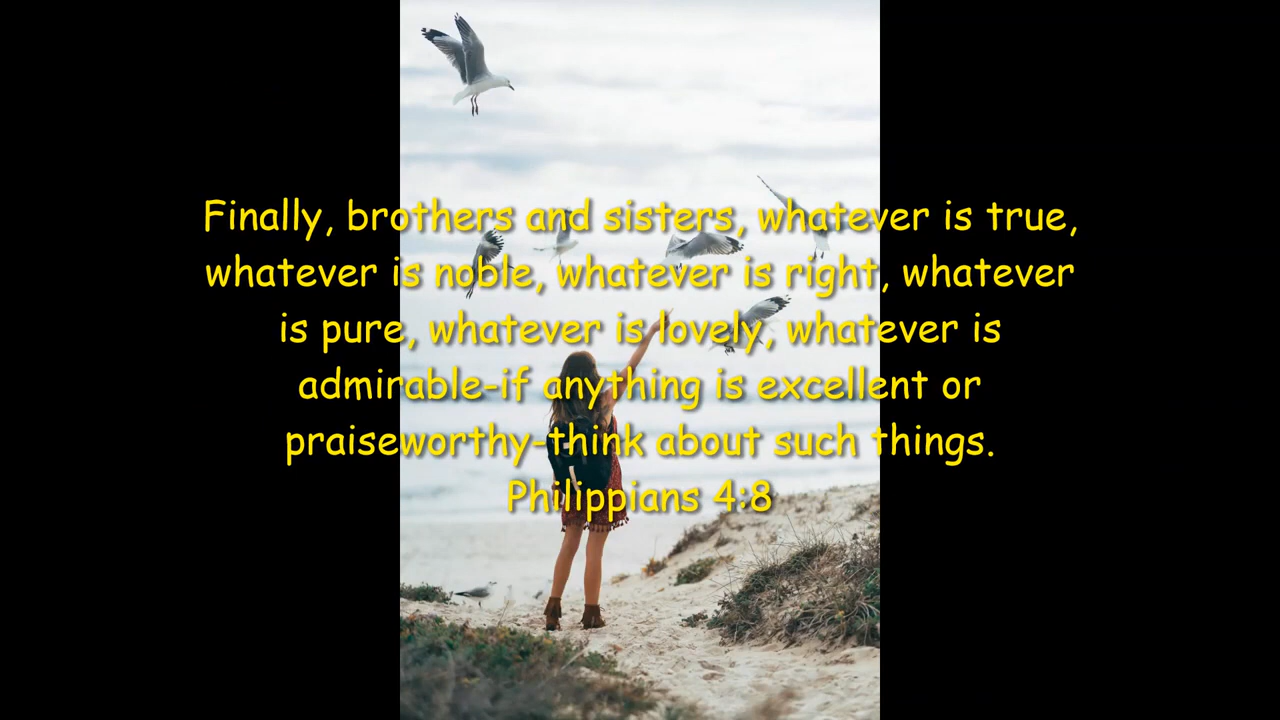 Finally, brothers and sisters, whatever is true,
whatever is noble, whatever is right, whatever
is pure, whatever is lovely, whatever is
admirable-if anything is excellent or
praiseworthy-think about such things.
Philippians 4:8